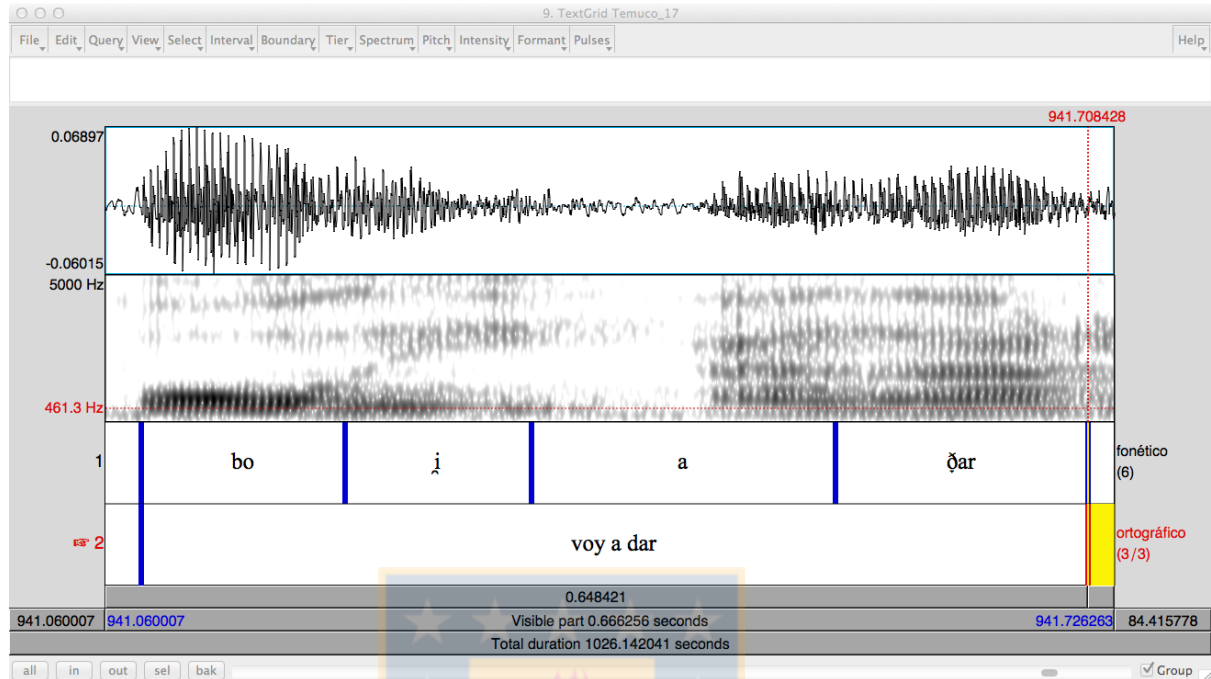 9. TextGrid Temuco_17
File Edit Query View Select Interval Boundary Tier Spectrum Pitch Intensity Formant Pulses Help
941.708428
0.06897
-0.06015
5000 Hz
461.3 Hz
1 bo i̯ a ð̞ar fonético
(6)
☞ 2 voy a dar ortográfico
(3/3)
0.648421
941.060007 941.060007 Visible part 0.666256 seconds 941.726263 84.415778
Total duration 1026.142041 seconds
all in out sel bak Group